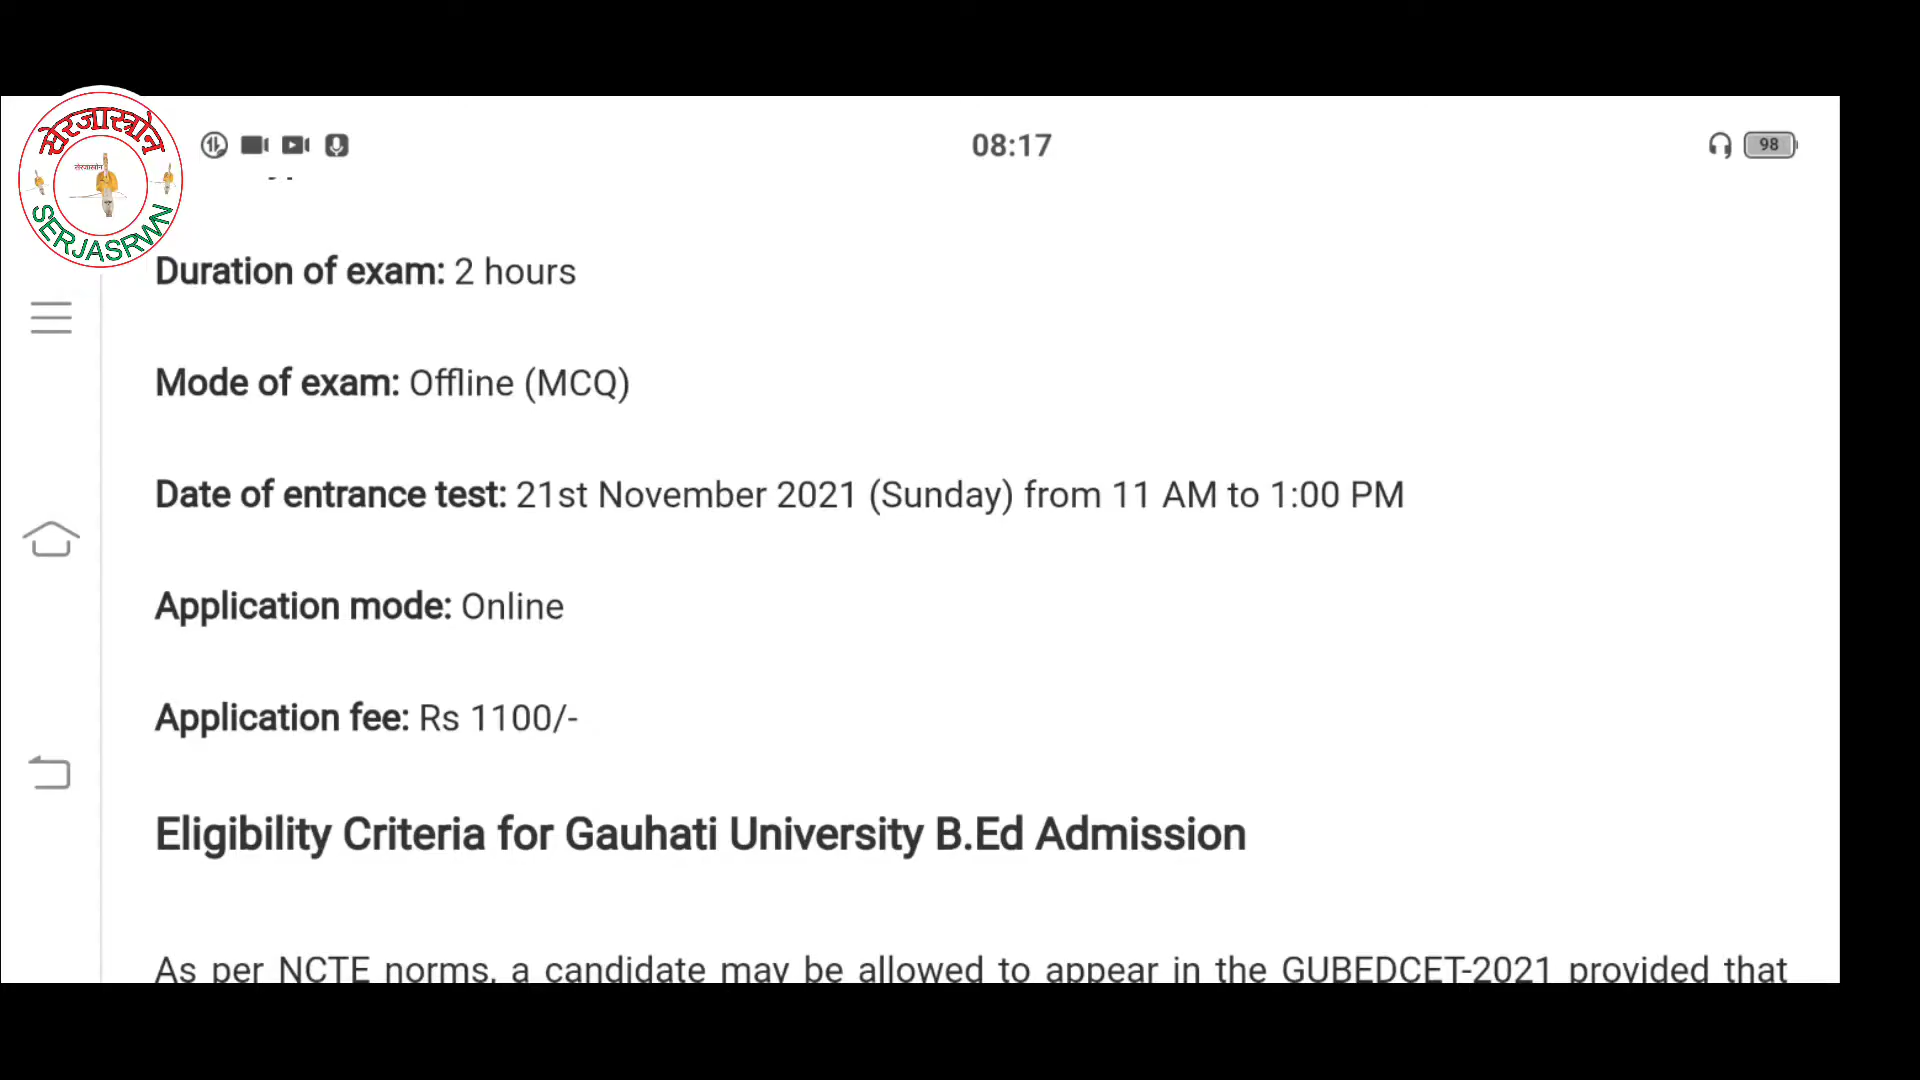 सेरजास्रोन
सेरजास्रोन
SERJASRWN
08:17
98
Duration of exam: 2 hours
Mode of exam: Offline (MCQ)
Date of entrance test: 21st November 2021 (Sunday) from 11 AM to 1:00 PM
Application mode: Online
Application fee: Rs 1100/-
Eligibility Criteria for Gauhati University B.Ed Admission
As per NCTE norms, a candidate may be allowed to appear in the GUBEDCET-2021 provided that